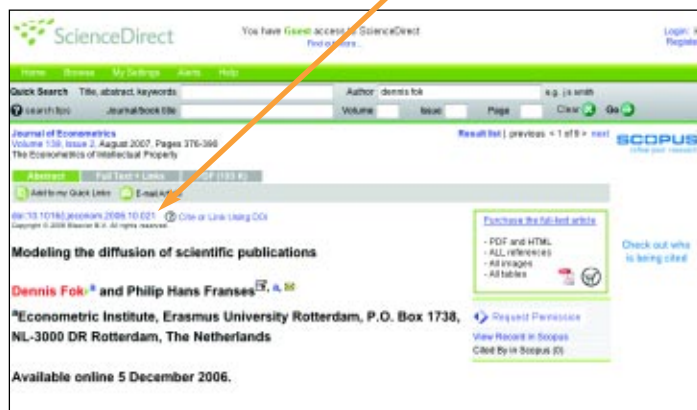 ScienceDirect
You have Guest access to ScienceDirect
Find out more...
Login:
Register
Home Browse My Settings Alerts Help
Quick Search Title, abstract, keywords Author dennis fok e.g. j s smith
search tips Journal/book title Volume Issue Page Clear Go
Journal of Econometrics
Volume 139, Issue 2, August 2007, Pages 376-390
The Econometrics of Intellectual Property
Result list | previous < 1 of 8 > next
SCOPUS
Abstract Full Text + Links PDF (193 K)
Add to my Quick Links E-mail Article
doi:10.1016/j.jeconom.2006.10.021 Cite or Link Using DOI
Copyright © 2006 Elsevier B.V. All rights reserved.
Modeling the diffusion of scientific publications
Dennis Fok a and Philip Hans Franses a,
aEconometric Institute, Erasmus University Rotterdam, P.O. Box 1738,
NL-3000 DR Rotterdam, The Netherlands
Available online 5 December 2006.
Purchase the full-text article
- PDF and HTML
- ALL references
- All images
- All tables
Request Permission
View Record in Scopus
Cited By in Scopus (0)
Check out who
is being cited